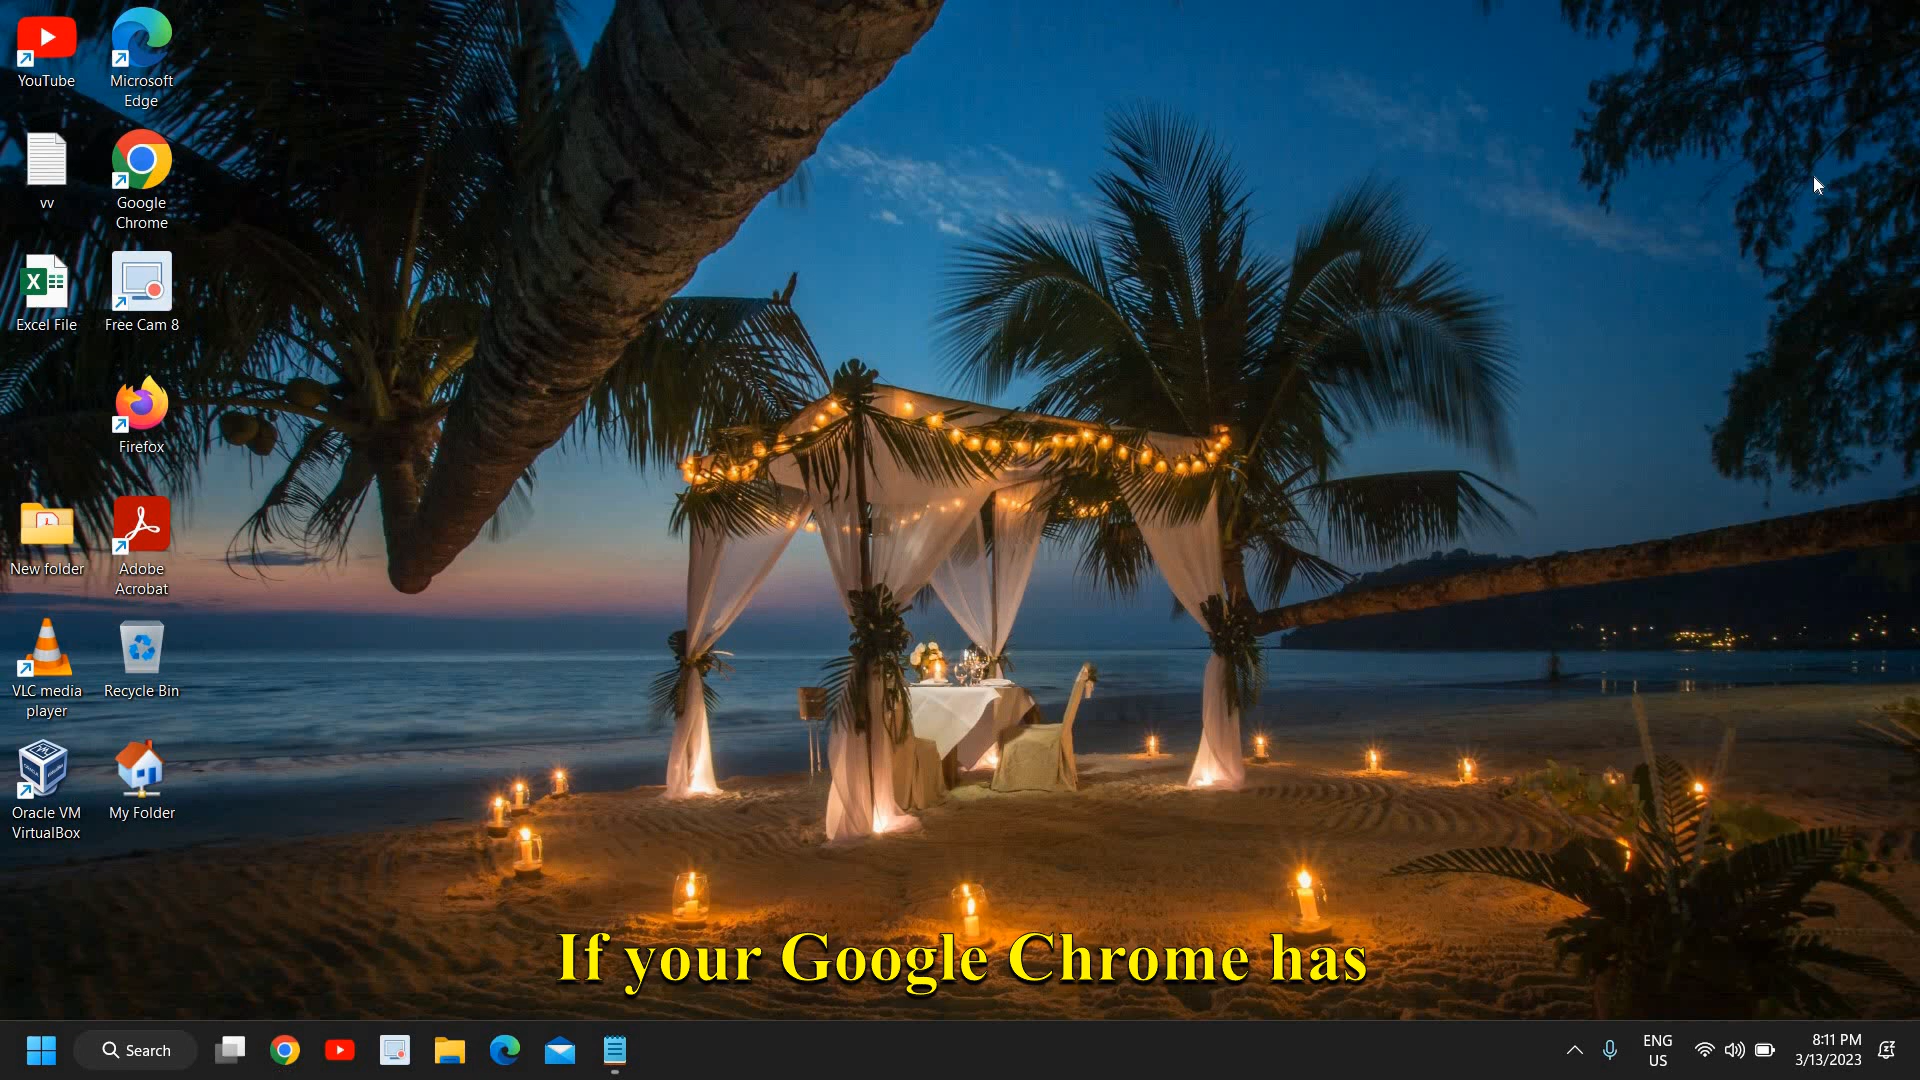 YouTube
Microsoft
Edge
vv
Google
Chrome
Excel File
Free Cam 8
Firefox
New folder
Adobe
Acrobat
VLC media
player
Recycle Bin
Oracle VM
VirtualBox
My Folder
If your Google Chrome has
Search
ENG
US
8:11 PM
3/13/2023